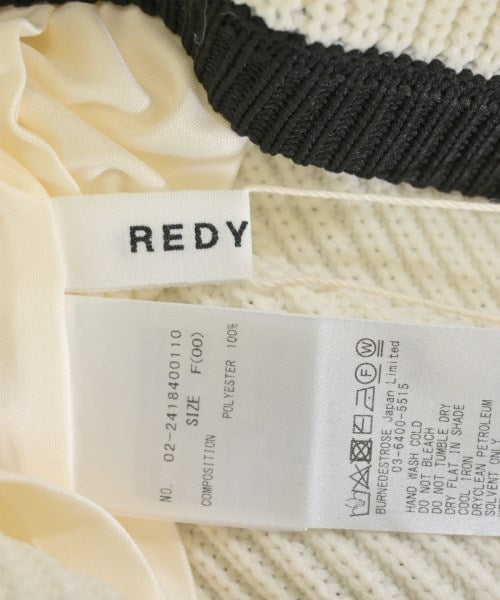 REDY
NO. 02-2418400110
SIZE F(00)
COMPOSITION POLYESTER 100%
BURNEDESTROSE Japan Limited
03-6400-5515
HAND WASH COLD
DO NOT BLEACH
DO NOT TUMBLE DRY
DRY FLAT IN SHADE
COOL IRON
DRYCLEAN PETROLEUM
SOLVENT ONL